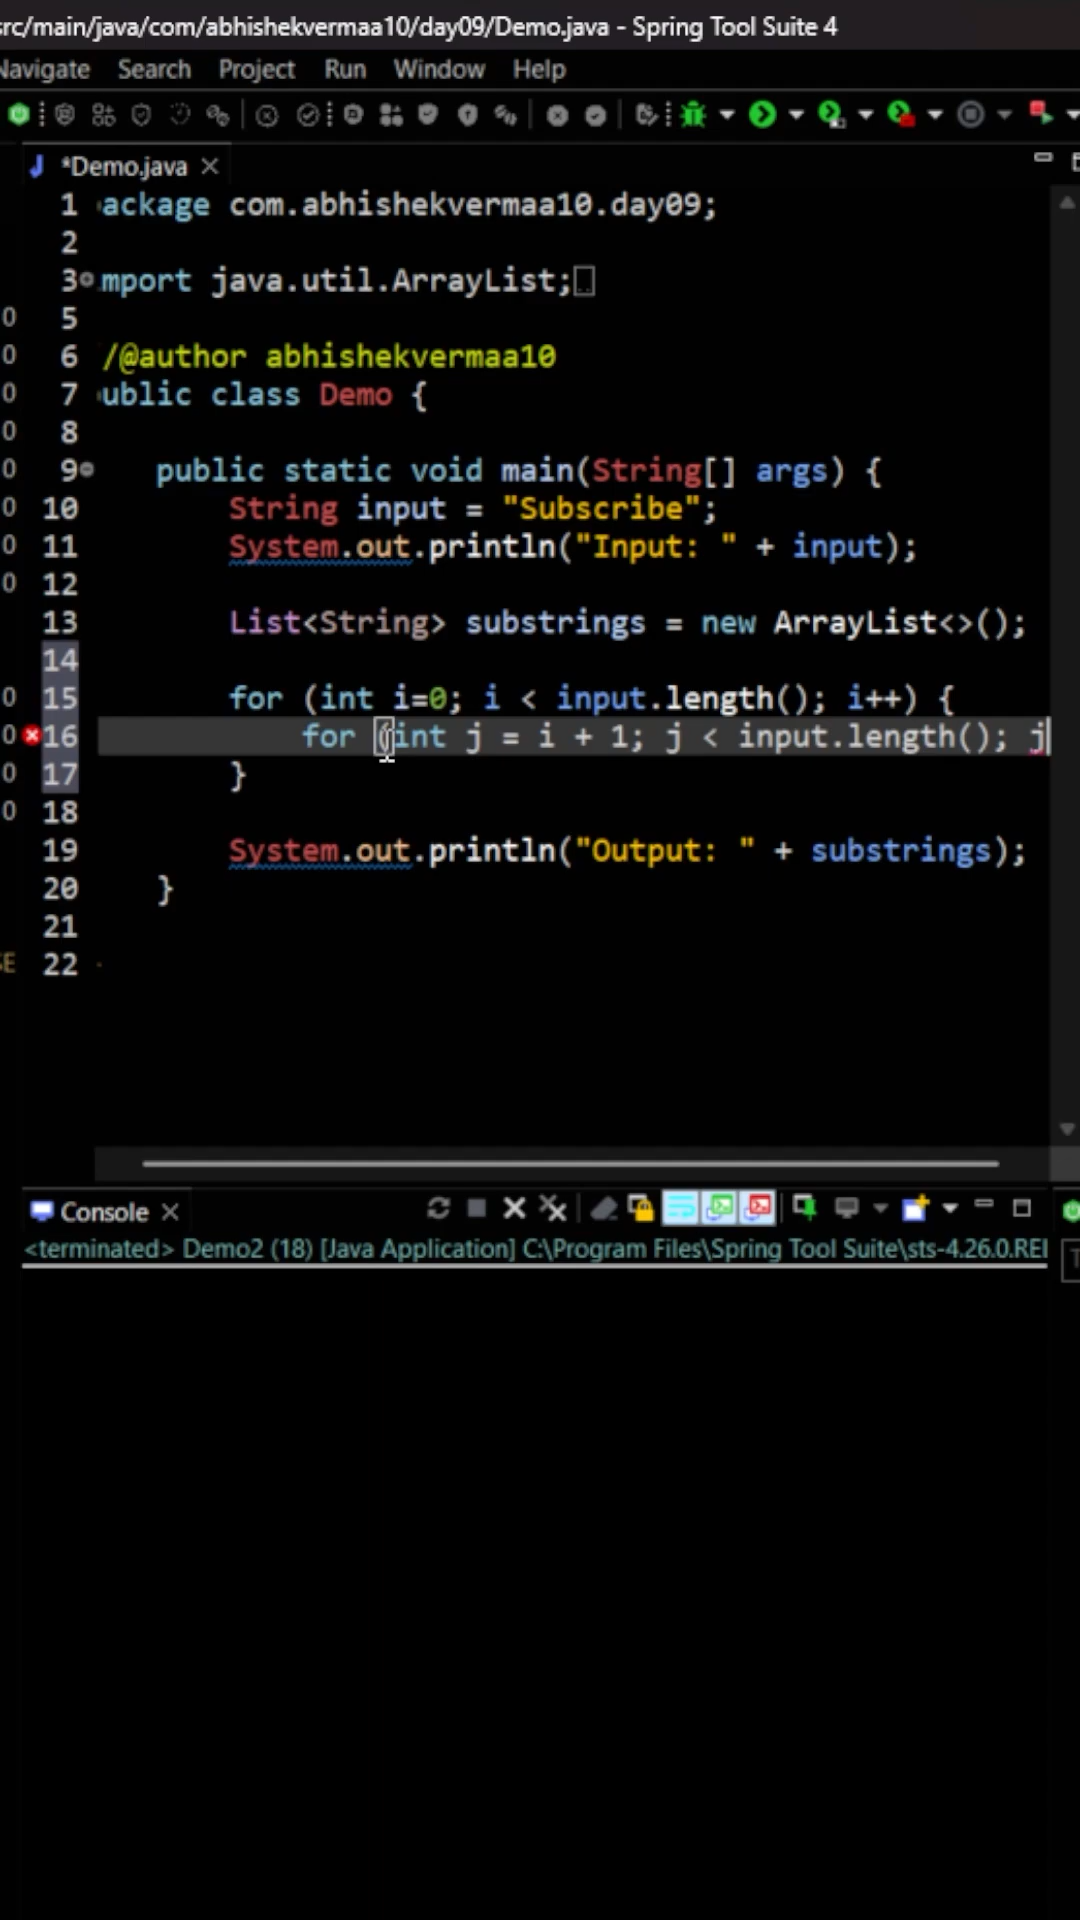 src/main/java/com/abhishekvermaa10/day09/Demo.java - Spring Tool Suite 4
Navigate Search Project Run Window Help
*Demo.java
1 ackage com.abhishekvermaa10.day09;
2
3 mport java.util.ArrayList;
5
6 /@author abhishekvermaa10
7 ublic class Demo {
8
9 public static void main(String[] args) {
10 String input = "Subscribe";
11 System.out.println("Input: " + input);
12
13 List<String> substrings = new ArrayList<>();
14
15 for (int i=0; i < input.length(); i++) {
16 for (int j = i + 1; j < input.length(); j
17 }
18
19 System.out.println("Output: " + substrings);
20 }
21
22
Console
<terminated> Demo2 (18) [Java Application] C:\Program Files\Spring Tool Suite\sts-4.26.0.REI